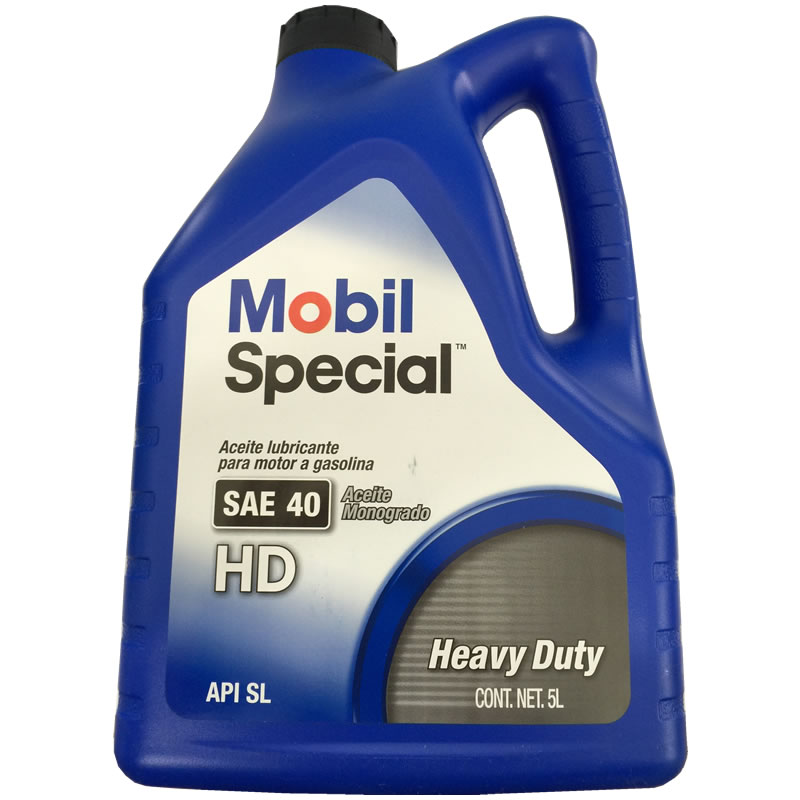 Mobil
Special™
Aceite lubricante
para motor a gasolina
SAE 40
Aceite
Monogrado
HD
Heavy Duty
API SL
CONT. NET. 5L